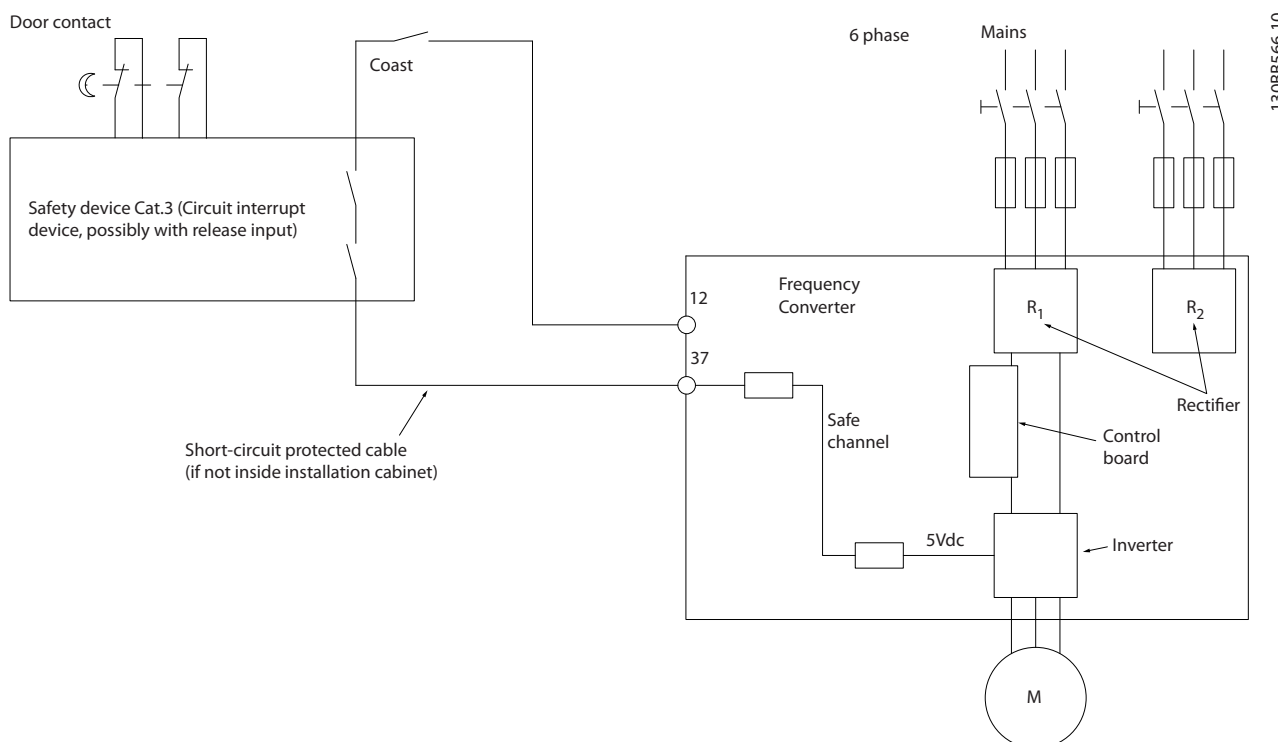 Door contact
Coast
6 phase
Mains
130BB566.10
Safety device Cat.3 (Circuit interrupt
device, possibly with release input)
12
Frequency
Converter
R1
R2
37
Rectifier
Safe
channel
Control
board
Short-circuit protected cable
(if not inside installation cabinet)
5Vdc
Inverter
M